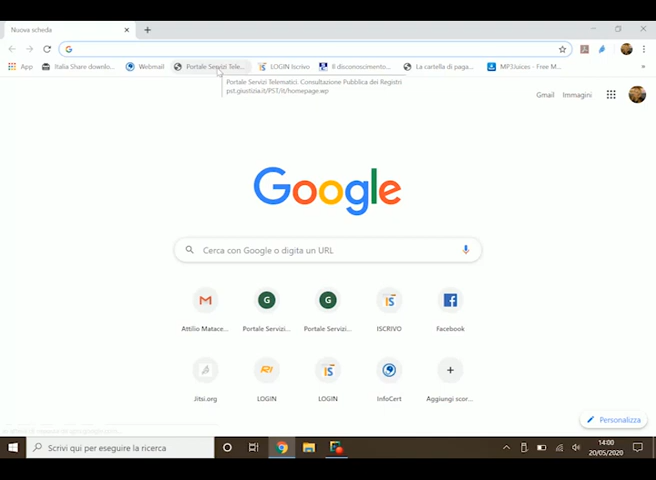 Nuova scheda
App
Italia Share downlo...
Webmail
Portale Servizi Tele...
LOGIN Iscrivo
Il disconoscimento...
La cartella di paga...
MP3Juices - Free M...
»
Portale Servizi Telematici. Consultazione Pubblica dei Registri
pst.giustizia.it/PST/it/homepage.wp
Gmail
Immagini
Google
Cerca con Google o digita un URL
Attilio Matace...
Portale Servizi...
Portale Servizi...
ISCRIVO
Facebook
Jitsi.org
LOGIN
LOGIN
InfoCert
Aggiungi scor...
Personalizza
Scrivi qui per eseguire la ricerca
14:00
20/05/2020